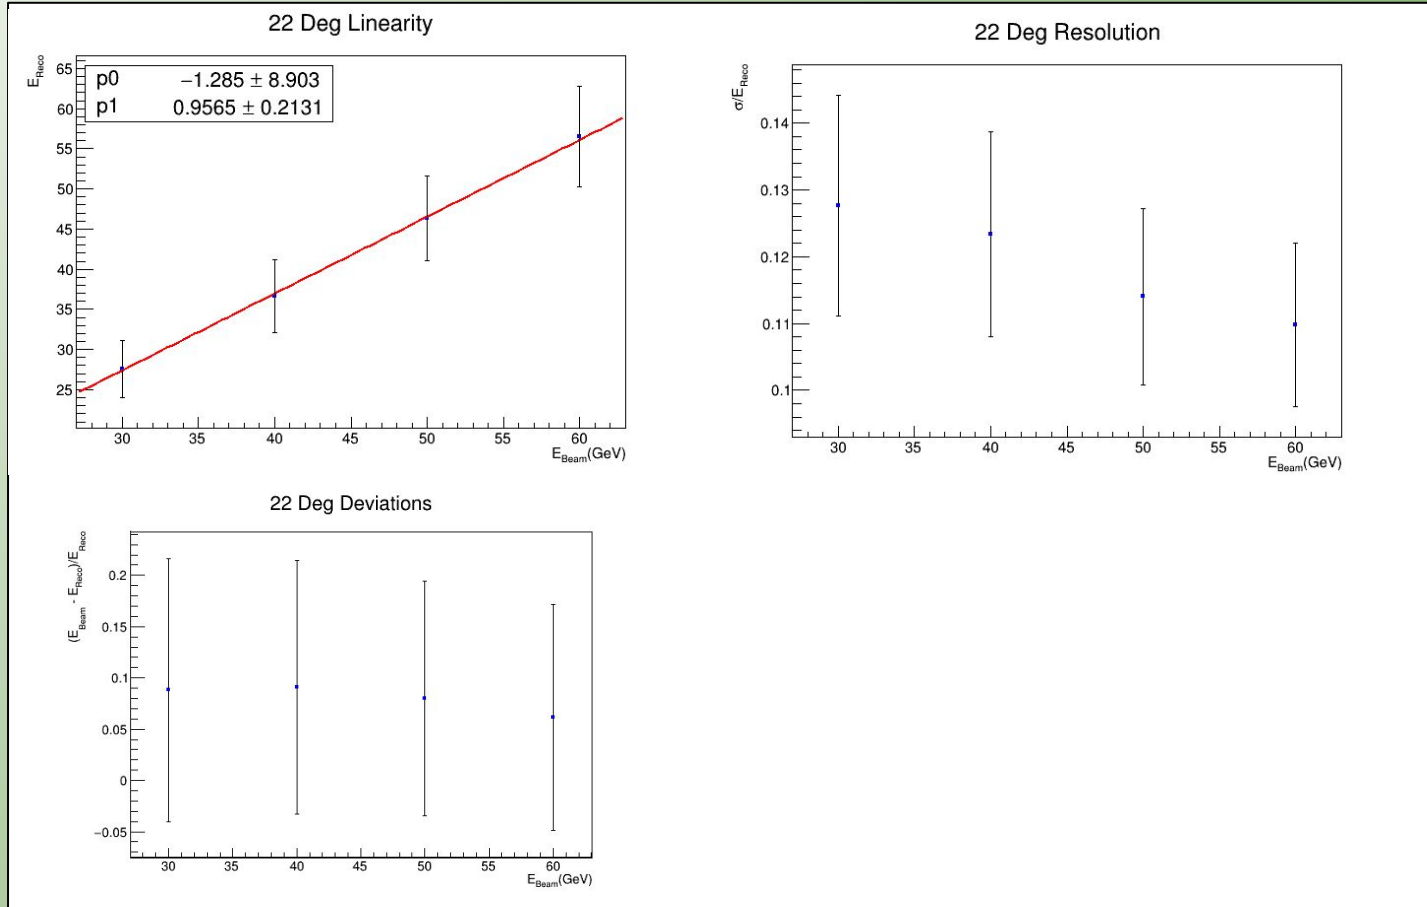 22 Deg Linearity
E_Reco
p0 −1.285 ± 8.903
p1 0.9565 ± 0.2131
65
60
55
50
45
40
35
30
25
30 35 40 45 50 55 60
E_Beam(GeV)
22 Deg Resolution
σ/E_Reco
0.14
0.13
0.12
0.11
0.1
30 35 40 45 50 55 60
E_Beam(GeV)
22 Deg Deviations
(E_Beam - E_Reco)/E_Reco
0.2
0.15
0.1
0.05
0
−0.05
30 35 40 45 50 55 60
E_Beam(GeV)